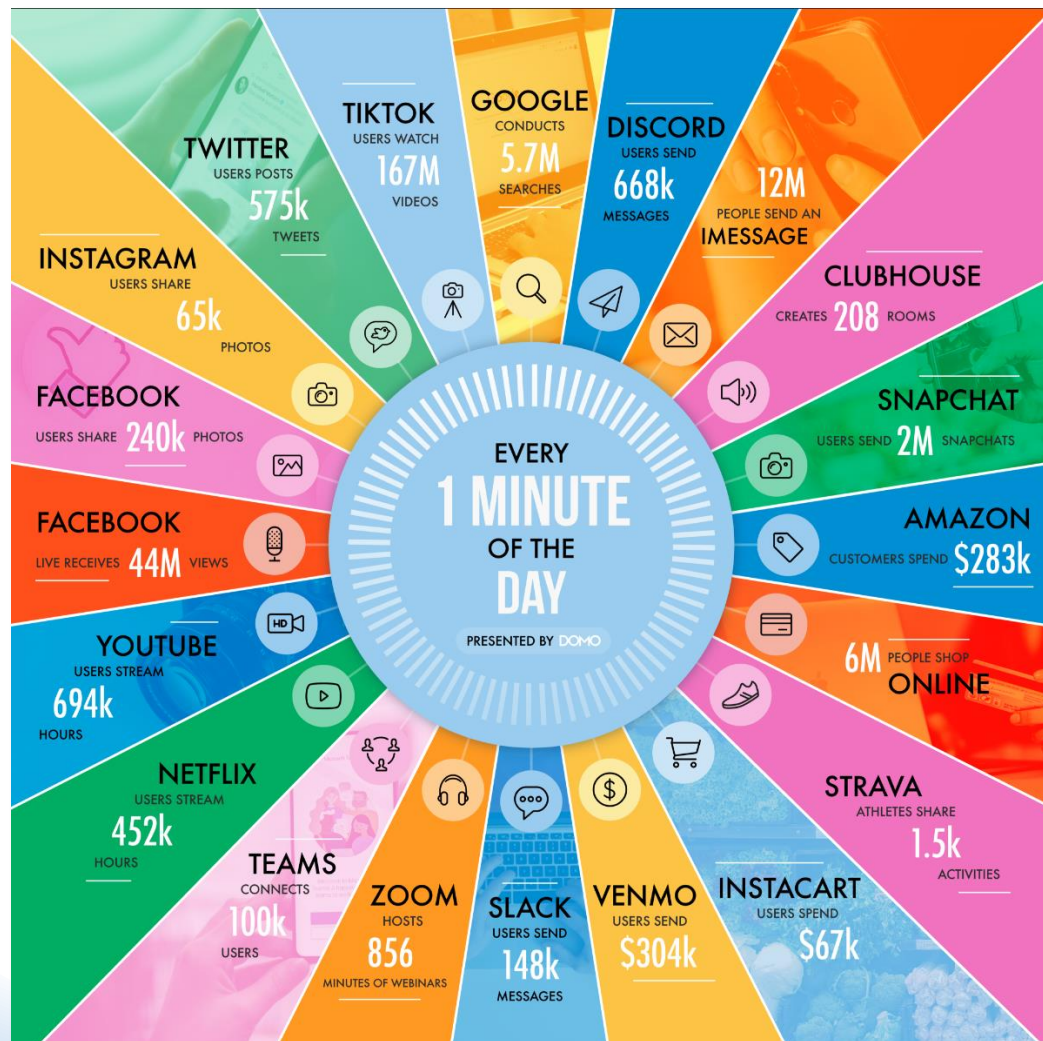 EVERY
1 MINUTE
OF THE
DAY
PRESENTED BY DOMO
GOOGLE
CONDUCTS
5.7M
SEARCHES
DISCORD
USERS SEND
668k
MESSAGES
12M
PEOPLE SEND AN
IMESSAGE
CLUBHOUSE
CREATES 208 ROOMS
SNAPCHAT
USERS SEND 2M SNAPCHATS
AMAZON
CUSTOMERS SPEND $283k
6M PEOPLE SHOP
ONLINE
STRAVA
ATHLETES SHARE
1.5k
ACTIVITIES
INSTACART
USERS SPEND
$67k
VENMO
USERS SEND
$304k
SLACK
USERS SEND
148k
MESSAGES
ZOOM
HOSTS
856
MINUTES OF WEBINARS
TEAMS
CONNECTS
100k
USERS
NETFLIX
USERS STREAM
452k
HOURS
YOUTUBE
USERS STREAM
694k
HOURS
FACEBOOK
LIVE RECEIVES 44M VIEWS
FACEBOOK
USERS SHARE 240k PHOTOS
INSTAGRAM
USERS SHARE
65k
PHOTOS
TWITTER
USERS POSTS
575k
TWEETS
TIKTOK
USERS WATCH
167M
VIDEOS
HD
$